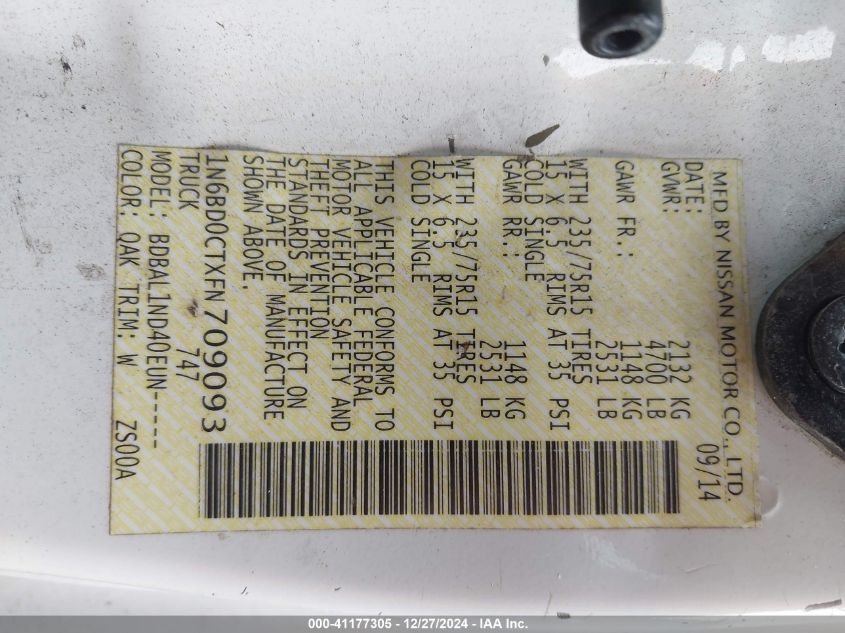 MFD BY NISSAN MOTOR CO., LTD.
DATE: 09/14
GVWR: 2132 KG
4700 LB
GAWR FR.: 1148 KG
2531 LB
WITH 235/75R15 TIRES
15 X 6.5 RIMS AT 35 PSI
COLD SINGLE
GAWR RR.: 1148 KG
2531 LB
WITH 235/75R15 TIRES
15 X 6.5 RIMS AT 35 PSI
COLD SINGLE
THIS VEHICLE CONFORMS TO
ALL APPLICABLE FEDERAL
MOTOR VEHICLE SAFETY AND
THEFT PREVENTION
STANDARDS IN EFFECT ON
THE DATE OF MANUFACTURE
SHOWN ABOVE.
1N6BD0CTXFN709093
TRUCK 747
MODEL: BDBAL1ND40EUN-----
COLOR: QAK TRIM: W ZS00A
000-41177305 - 12/27/2024 - IAA Inc.